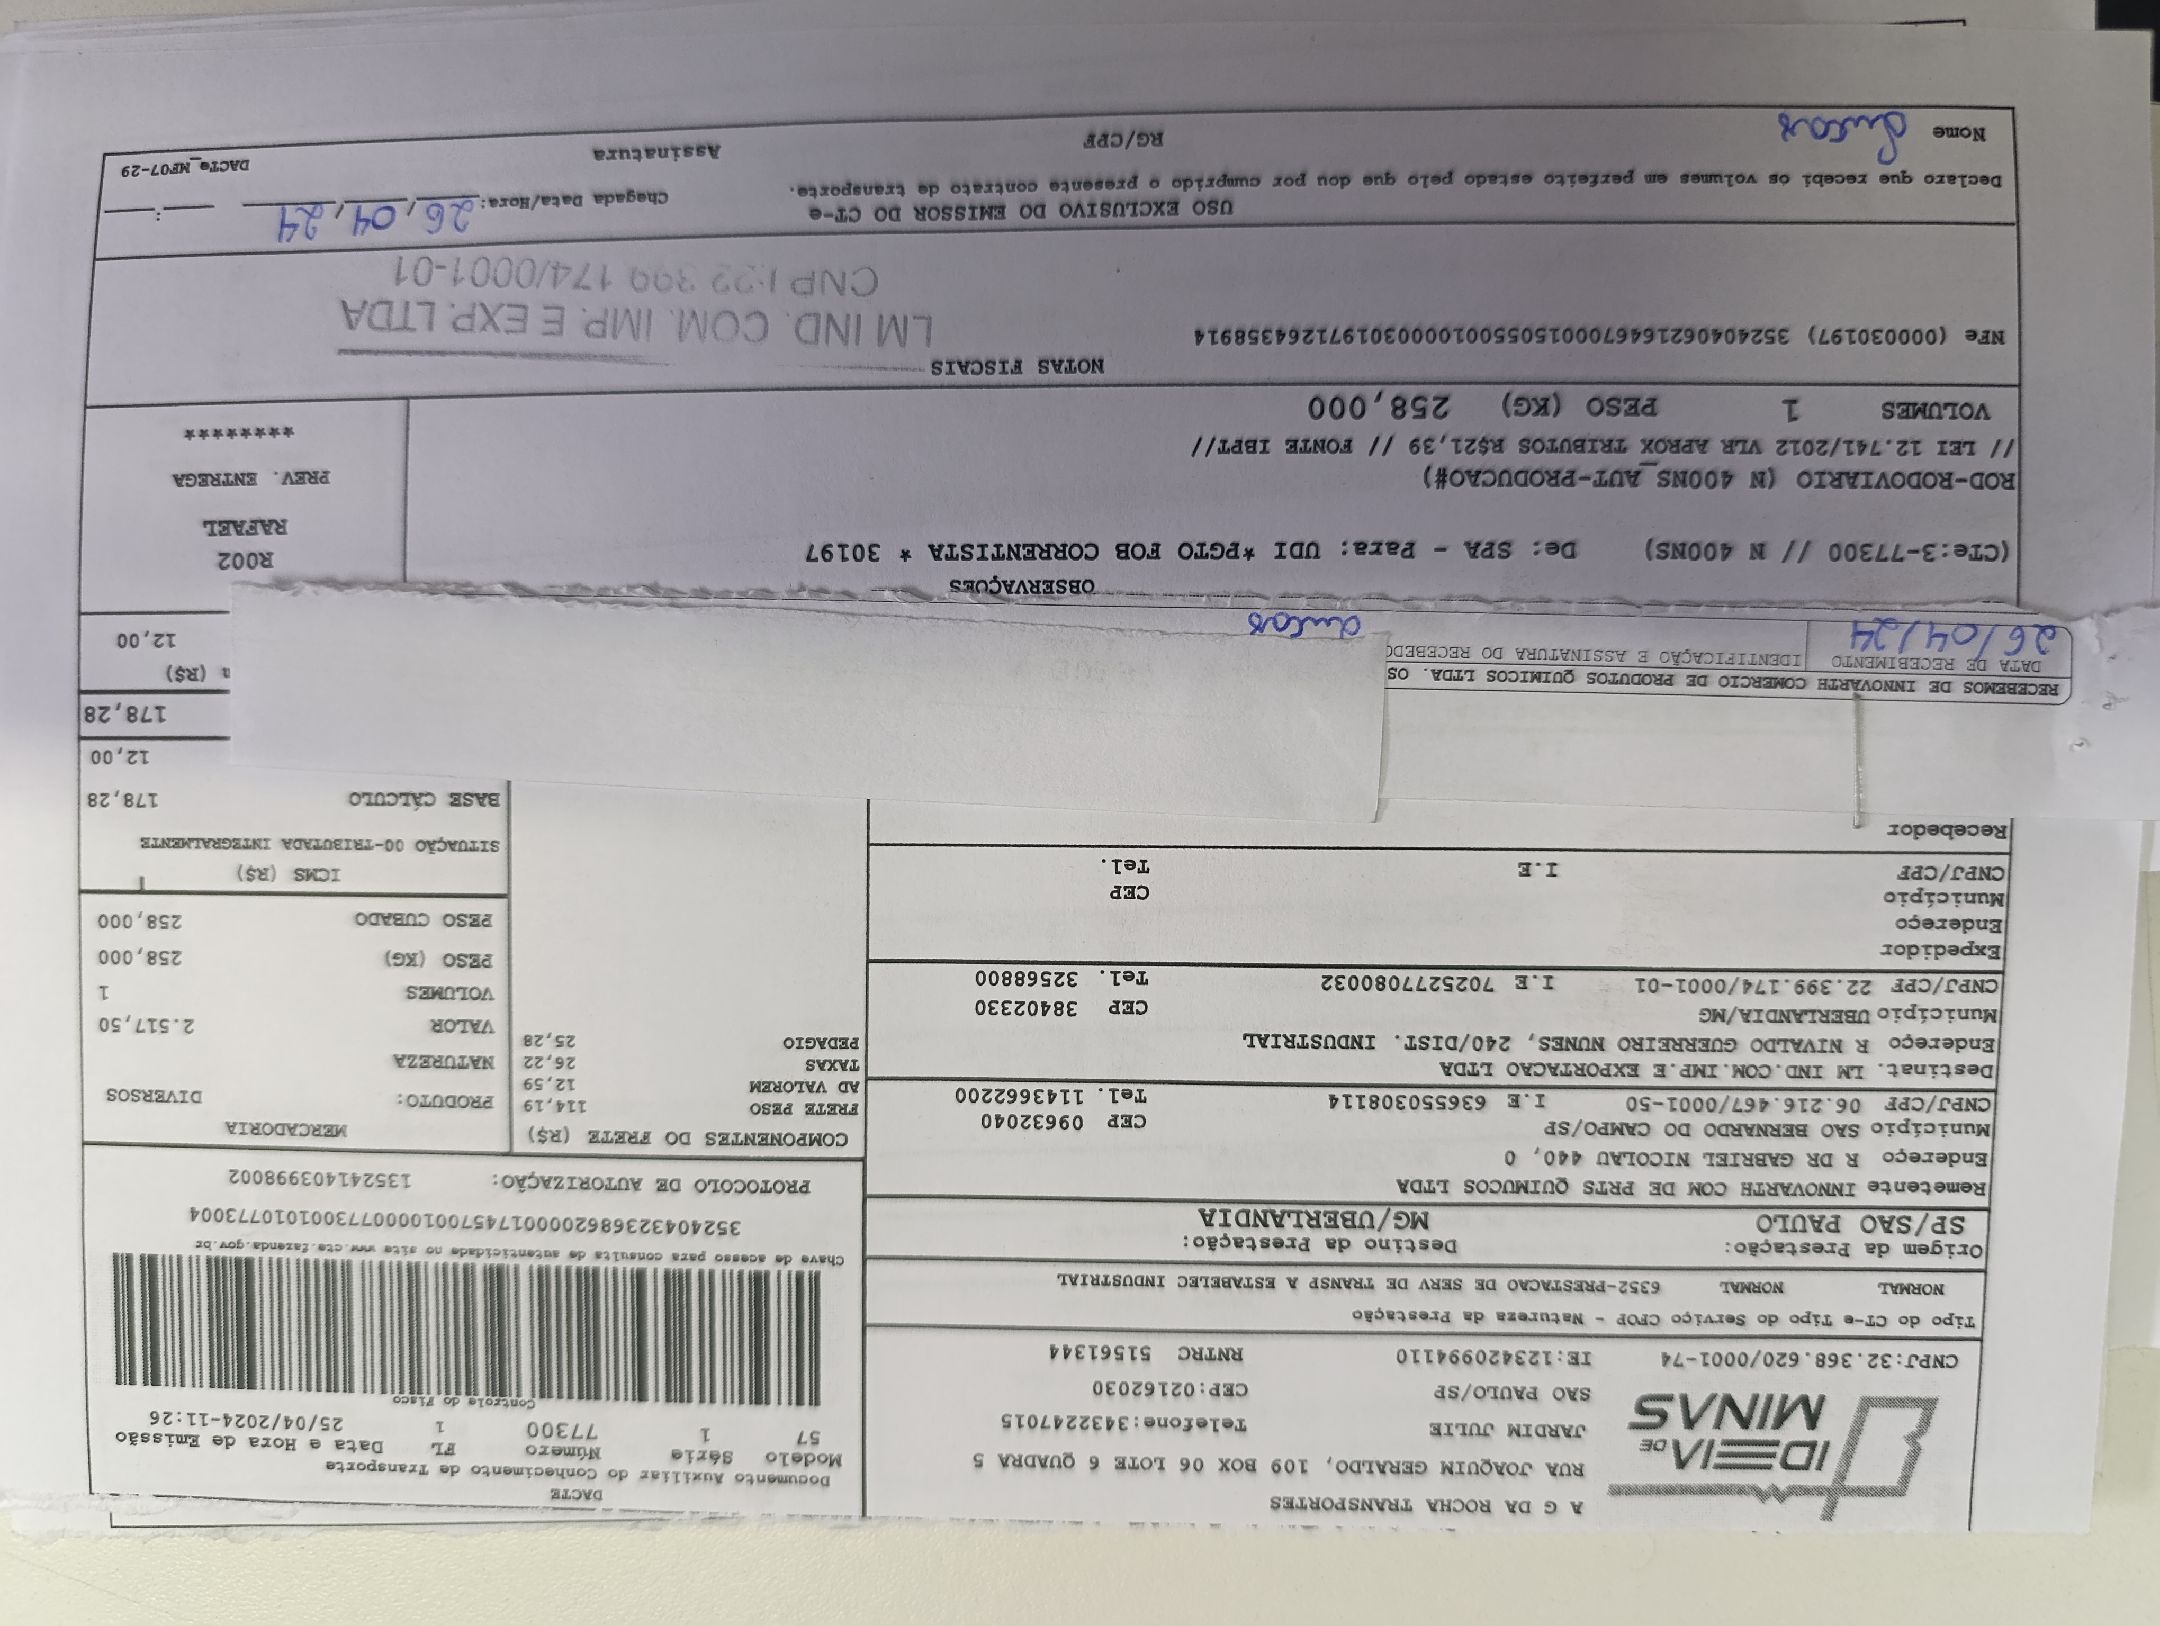 A G DA ROCHA TRANSPORTES
RUA JOAQUIM GERALDO, 109 BOX 06 LOTE 6 QUADRA 5
JARDIM JULIE Telefone:3432247015
SAO PAULO/SP CEP:02162030
IDEIA DE
MINAS
CNPJ:32.368.620/0001-74 IE:123420994110 RNTRC 51561344
DACTE
Documento Auxiliar do Conhecimento de Transporte
Modelo Série Número FL Data e Hora de Emissão
57 1 77300 1 25/04/2024-11:26
Controle do Fisco
Chave de acesso para consulta de autenticidade no site www.cte.fazenda.gov.br
35240432368620000174570010000773001010773004
PROTOCOLO DE AUTORIZAÇÃO: 135241403998002
Tipo do CT-e Tipo do Serviço CFOP - Natureza da Prestação
NORMAL NORMAL 6352-PRESTACAO DE SERV DE TRANSP A ESTABELEC INDUSTRIAL
Origem da Prestação: Destino da Prestação:
SP/SAO PAULO MG/UBERLANDIA
Remetente INNOVARTH COM DE PRTS QUIMUCOS LTDA
Endereço R DR GABRIEL NICOLAU 440, 0
Município SAO BERNARDO DO CAMPO/SP CEP 09632040
CNPJ/CPF 06.216.467/0001-50 I.E 636550308114 Tel. 1143662200
Destinat. LM IND.COM.IMP.E EXPORTACAO LTDA
Endereço R NIVALDO GUERREIRO NUNES, 240/DIST. INDUSTRIAL
Município UBERLANDIA/MG CEP 38402330
CNPJ/CPF 22.399.174/0001-01 I.E 7025277080032 Tel. 32568800
Expedidor
Endereço
Município CEP
CNPJ/CPF I.E Tel.
Recebedor
COMPONENTES DO FRETE (R$)
FRETE PESO 114,19
AD VALOREM 12,59
TAXAS 26,22
PEDAGIO 25,28
MERCADORIA
PRODUTO: DIVERSOS
NATUREZA
VALOR 2.517,50
VOLUMES 1
PESO (KG) 258,000
PESO CUBADO 258,000
ICMS (R$)
SITUAÇÃO 00-TRIBUTADA INTEGRALMENTE
BASE CÁLCULO 178,28
12,00
178,28
a (R$)
12,00
RECEBEMOS DE INNOVARTH COMERCIO DE PRODUTOS QUIMICOS LTDA. OS
DATA DE RECEBIMENTO IDENTIFICAÇÃO E ASSINATURA DO RECEBEDO
26/04/24 Lucas
OBSERVAÇÕES
(CTe:3-77300 // N 400NS) De: SPA - Para: UDI *PGTO FOB CORRENTISTA * 30197
ROD-RODOVIARIO (N 400NS_AUT-PRODUCAO#)
// LEI 12.741/2012 VLR APROX TRIBUTOS R$21,39 // FONTE IBPT//
VOLUMES 1 PESO (KG) 258,000
R002
RAFAEL
PREV. ENTREGA
********
NOTAS FISCAIS
NFe (000030197) 35240406216467000150550010000301971264358914
LM IND. COM. IMP. E EXP. LTDA
CNPJ:22 399 174/0001-01
USO EXCLUSIVO DO EMISSOR DO CT-e
Declaro que recebi os volumes em perfeito estado pelo que dou por cumprido o presente contrato de transporte.
Chegada Data/Hora: 26/04/24 :
Nome Lucas RG/CPF Assinatura
DACTe_MF07-29